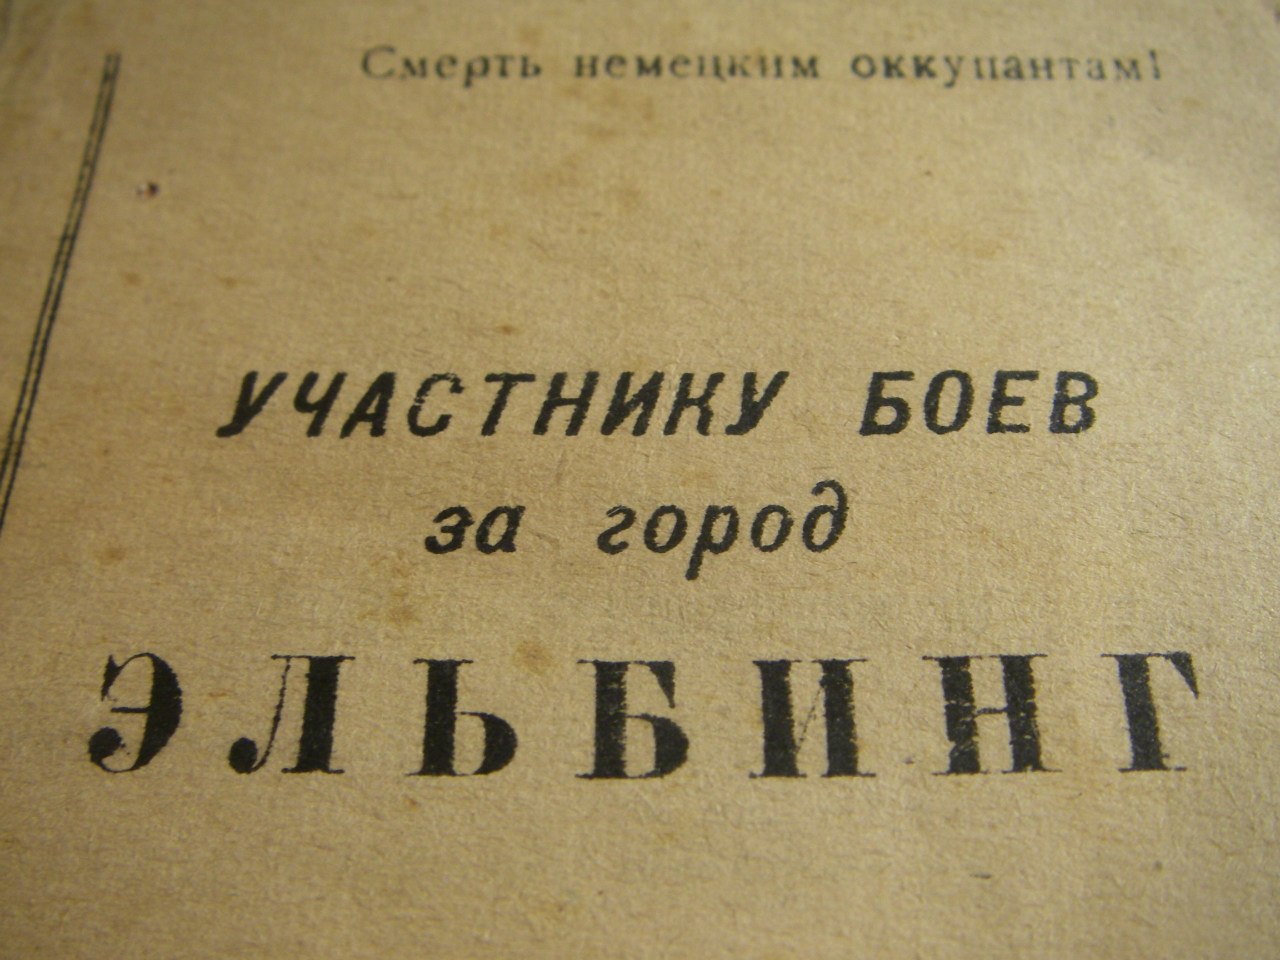 Смерть немецким оккупантам!
УЧАСТНИКУ БОЕВ
за город
ЭЛЬБИНГ